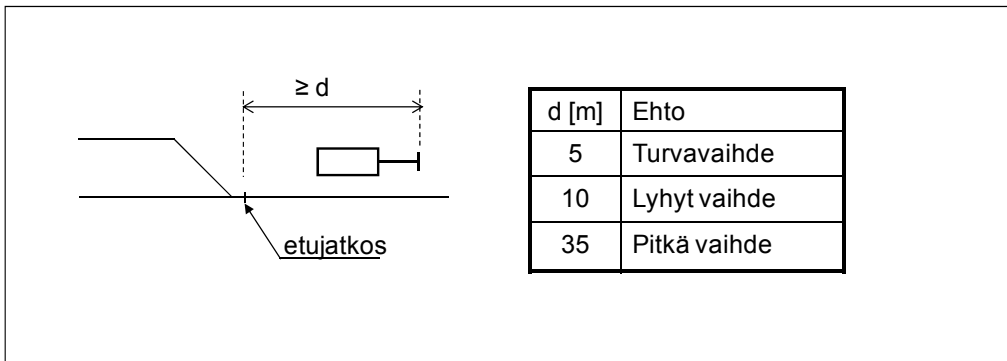 ≥ d
etujatkos
d [m] Ehto
5 Turvavaihde
10 Lyhyt vaihde
35 Pitkä vaihde